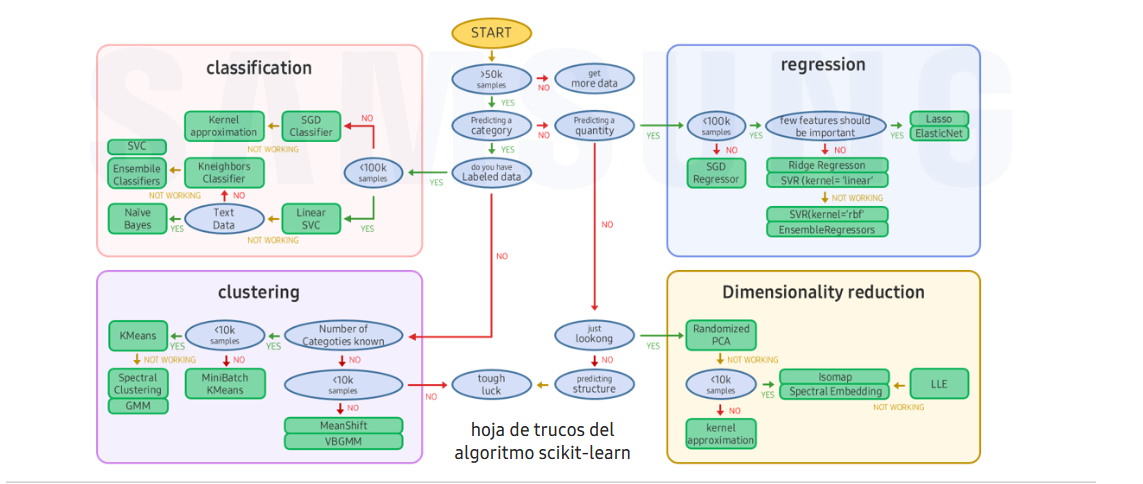 SAMSUNG
START
>50k
samples
YES
NO
get
more data
Predicting a
category
NO
Predicting a
quantity
YES
YES
do you have
Labeled data
YES
NO
NO
classification
Kernel
approximation
SGD
Classifier
NO
NOT WORKING
<100k
samples
SVC
Ensemble
Classifiers
Kneighbors
Classifier
NOT WORKING
NO
Naïve
Bayes
YES
Text
Data
Linear
SVC
YES
NOT WORKING
regression
<100k
samples
YES
few features should
be important
YES
Lasso
ElasticNet
NO
SGD
Regressor
NO
Ridge Regresson
SVR (kernel= 'linear'
NOT WORKING
SVR(kernel='rbf'
EnsembleRegressors
clustering
KMeans
YES
<10k
samples
YES
Number of
Categoties known
NOT WORKING
NO
NO
Spectral
Clustering
GMM
MiniBatch
KMeans
<10k
samples
NO
NO
MeanShift
VBGMM
tough
luck
just
lookong
YES
NO
predicting
structure
Dimensionality reduction
Randomized
PCA
NOT WORKING
<10k
samples
YES
Isomap
Spectral Embedding
LLE
NOT WORKING
NO
kernel
approximation
hoja de trucos del
algoritmo scikit-learn